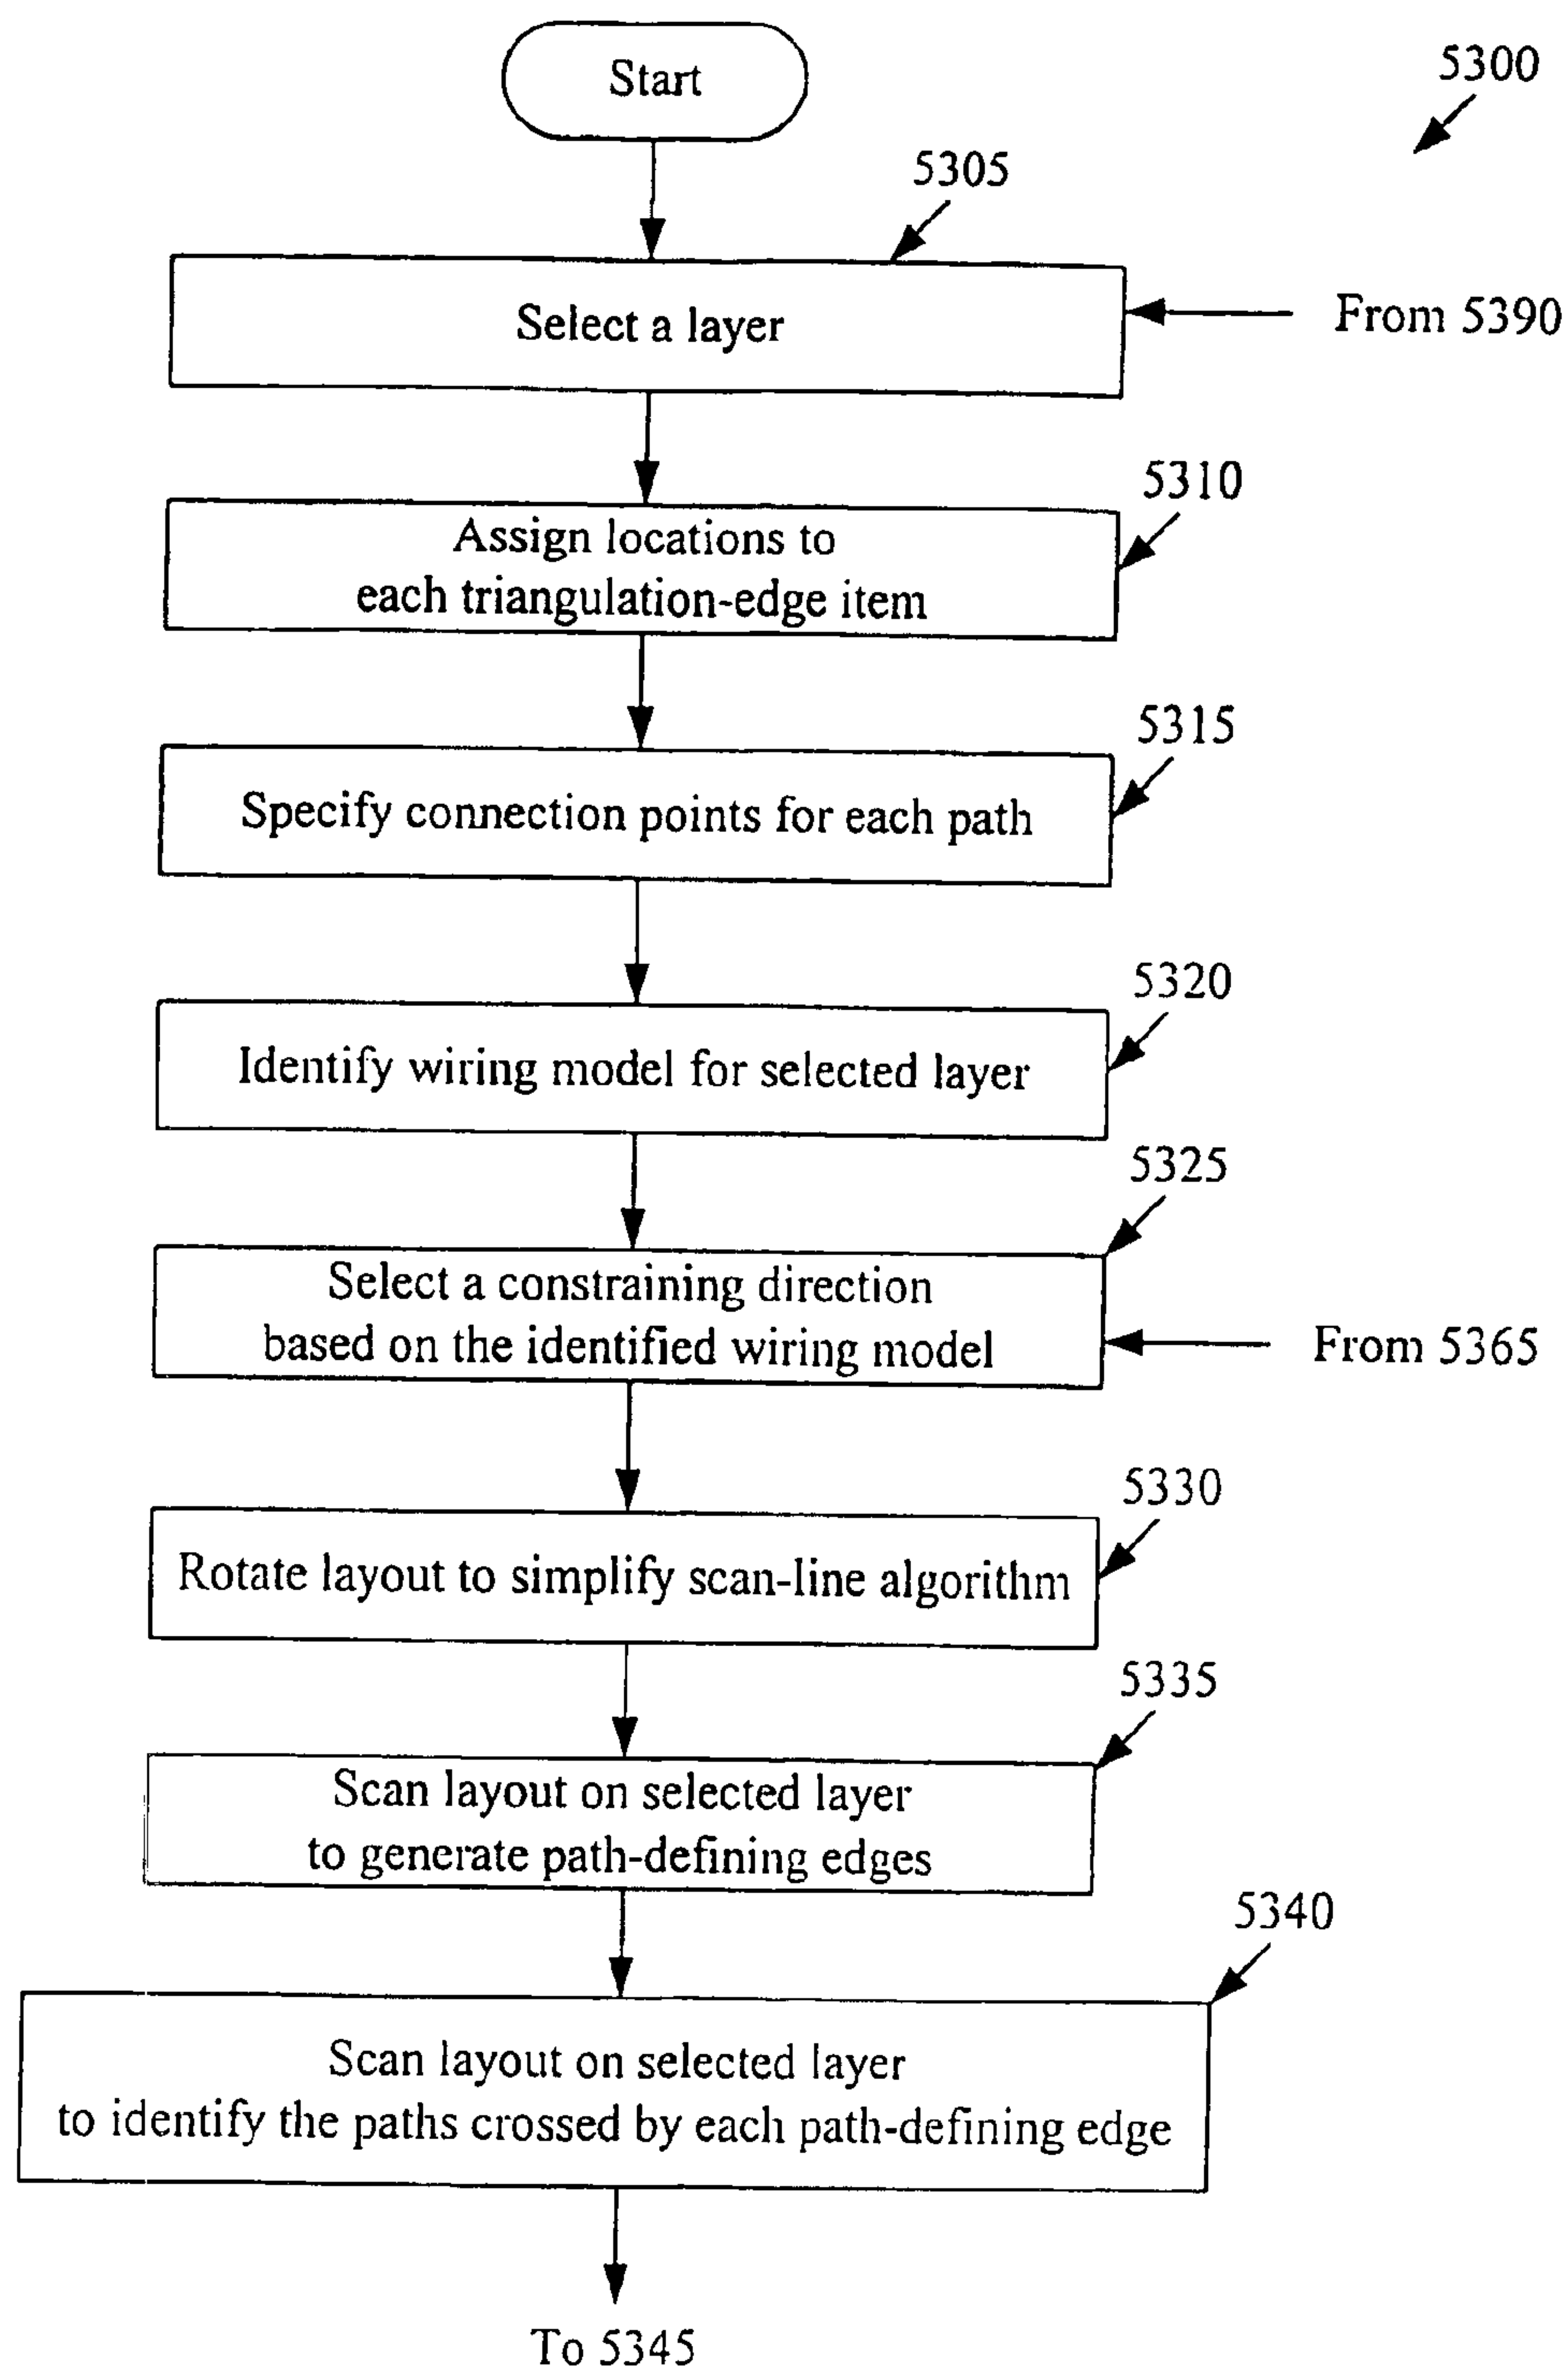 Start
5300
5305
Select a layer
From 5390
5310
Assign locations to
each triangulation-edge item
5315
Specify connection points for each path
5320
Identify wiring model for selected layer
5325
Select a constraining direction
based on the identified wiring model
From 5365
5330
Rotate layout to simplify scan-line algorithm
5335
Scan layout on selected layer
to generate path-defining edges
5340
Scan layout on selected layer
to identify the paths crossed by each path-defining edge
To 5345